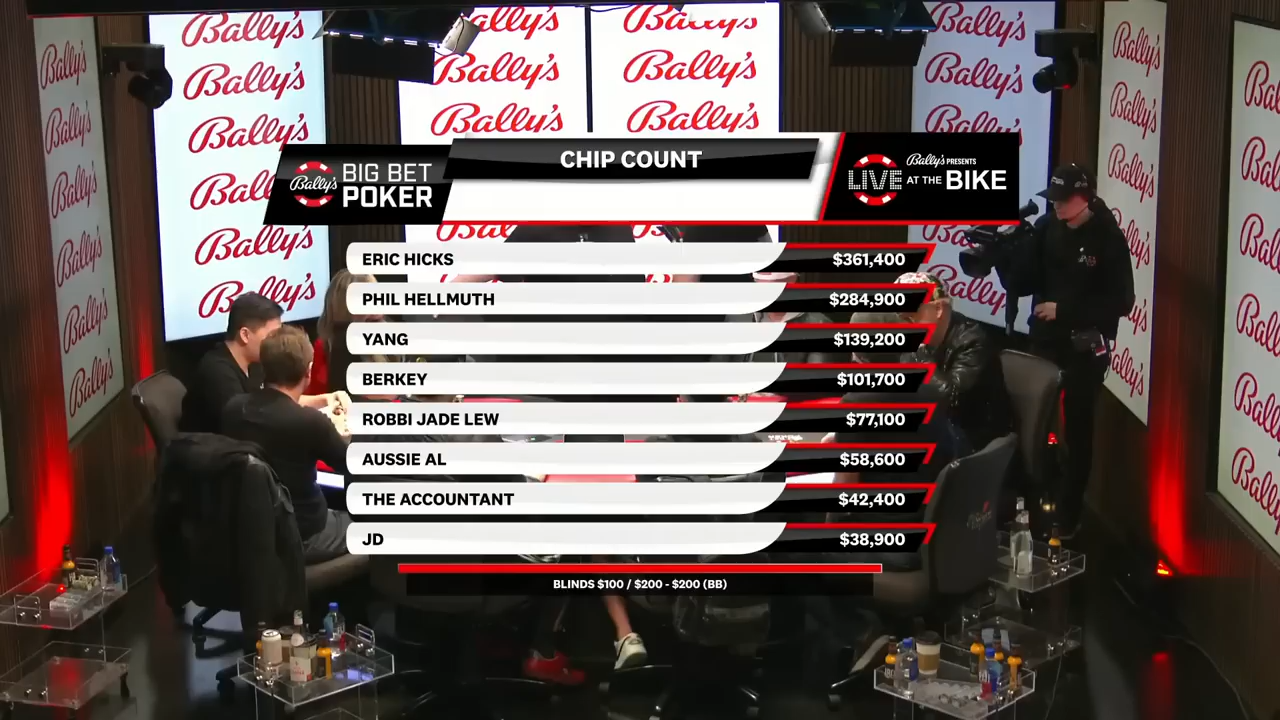 Bally's Bally's Bally's Bally's Bally's
Bally's
BIG BET
POKER
CHIP COUNT
Bally's PRESENTS
LIVE AT THE BIKE
ERIC HICKS $361,400
PHIL HELLMUTH $284,900
YANG $139,200
BERKEY $101,700
ROBBI JADE LEW $77,100
AUSSIE AL $58,600
THE ACCOUNTANT $42,400
JD $38,900
BLINDS $100 / $200 - $200 (BB)